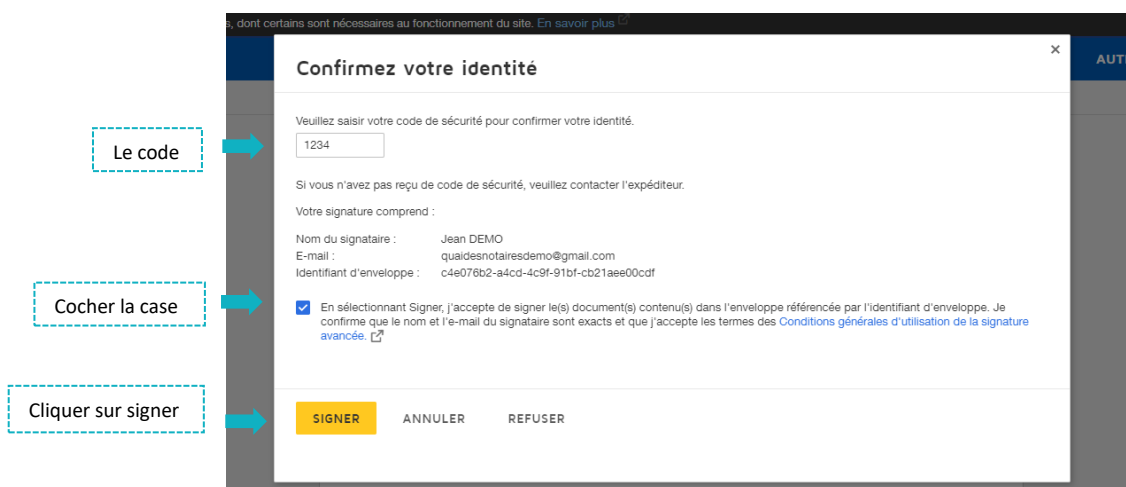 s, dont certains sont nécessaires au fonctionnement du site. En savoir plus
AUT
Confirmez votre identité
×
Veuillez saisir votre code de sécurité pour confirmer votre identité.
Le code
1234
Si vous n'avez pas reçu de code de sécurité, veuillez contacter l'expéditeur.
Votre signature comprend :
Nom du signataire : Jean DEMO
E-mail : quaidesnotairesdemo@gmail.com
Identifiant d'enveloppe : c4e076b2-a4cd-4c9f-91bf-cb21aee00cdf
Cocher la case
En sélectionnant Signer, j'accepte de signer le(s) document(s) contenu(s) dans l'enveloppe référencée par l'identifiant d'enveloppe. Je
confirme que le nom et l'e-mail du signataire sont exacts et que j'accepte les termes des Conditions générales d'utilisation de la signature
avancée.
Cliquer sur signer
SIGNER ANNULER REFUSER